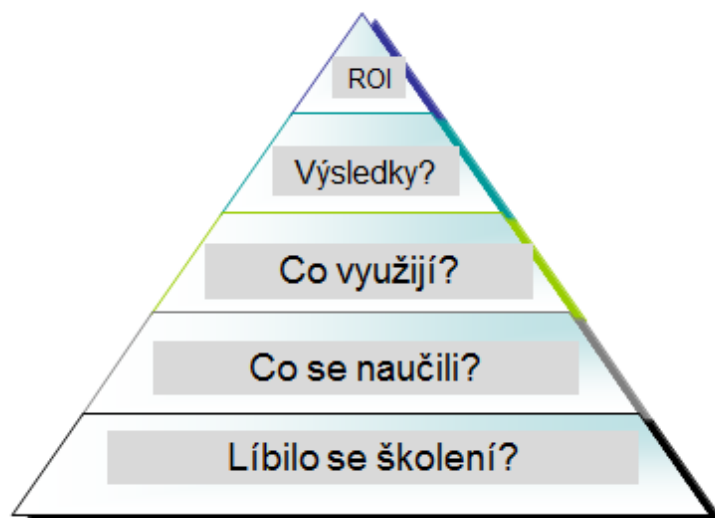 ROI
Výsledky?
Co využijí?
Co se naučili?
Líbilo se školení?